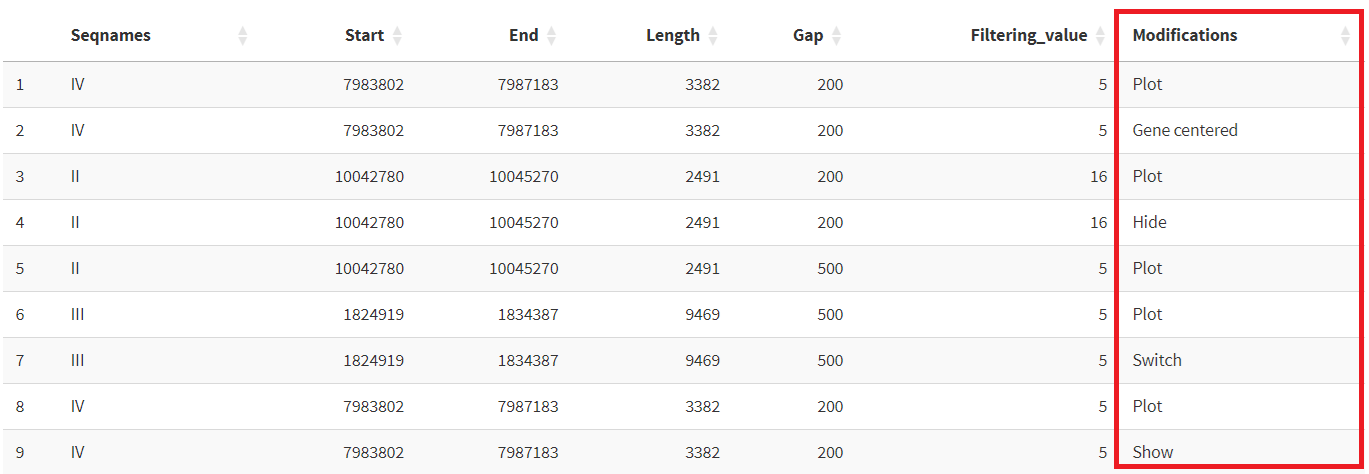 Seqnames Start End Length Gap Filtering_value Modifications
1 IV 7983802 7987183 3382 200 5 Plot
2 IV 7983802 7987183 3382 200 5 Gene centered
3 II 10042780 10045270 2491 200 16 Plot
4 II 10042780 10045270 2491 200 16 Hide
5 II 10042780 10045270 2491 500 5 Plot
6 III 1824919 1834387 9469 500 5 Plot
7 III 1824919 1834387 9469 500 5 Switch
8 IV 7983802 7987183 3382 200 5 Plot
9 IV 7983802 7987183 3382 200 5 Show